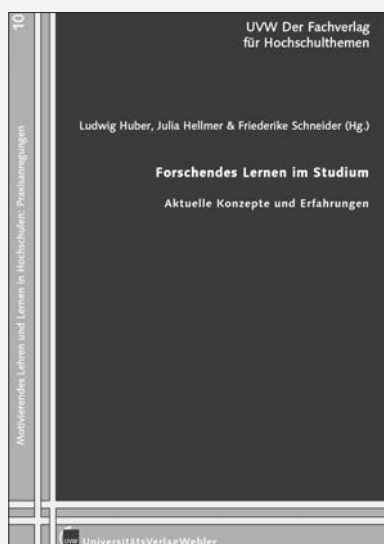 UVW Der Fachverlag
für Hochschulthemen
Ludwig Huber, Julia Hellmer & Friederike Schneider (Hg.)
Forschendes Lernen im Studium
Aktuelle Konzepte und Erfahrungen
10
Motivierendes Lehren und Lernen in Hochschulen: Praxisanregungen
UVW UniversitätsVerlagWebler